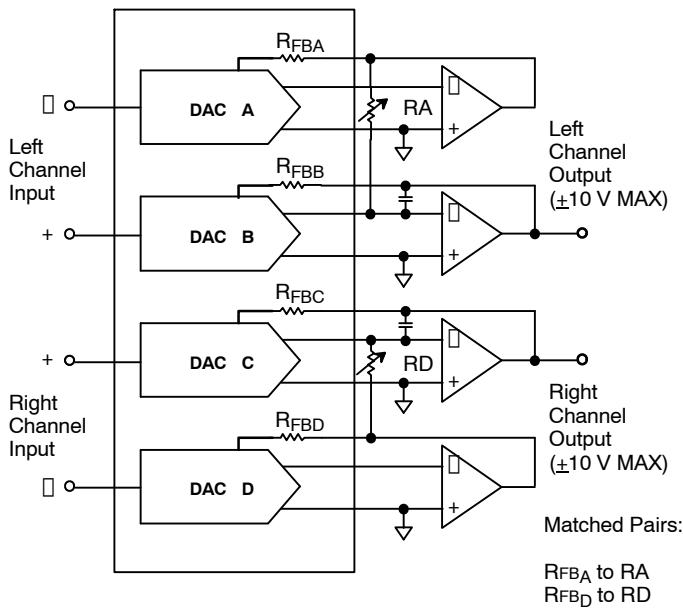 RFBA
DAC A
RA
▯
+
▯
Left
Channel
Input
Left
Channel
Output
(±10 V MAX)
RFBB
DAC B
+
▯
+
RFBC
DAC C
+
▯
+
RD
Right
Channel
Input
Right
Channel
Output
(±10 V MAX)
RFBD
DAC D
▯
▯
+
Matched Pairs:
RFBA to RA
RFBD to RD